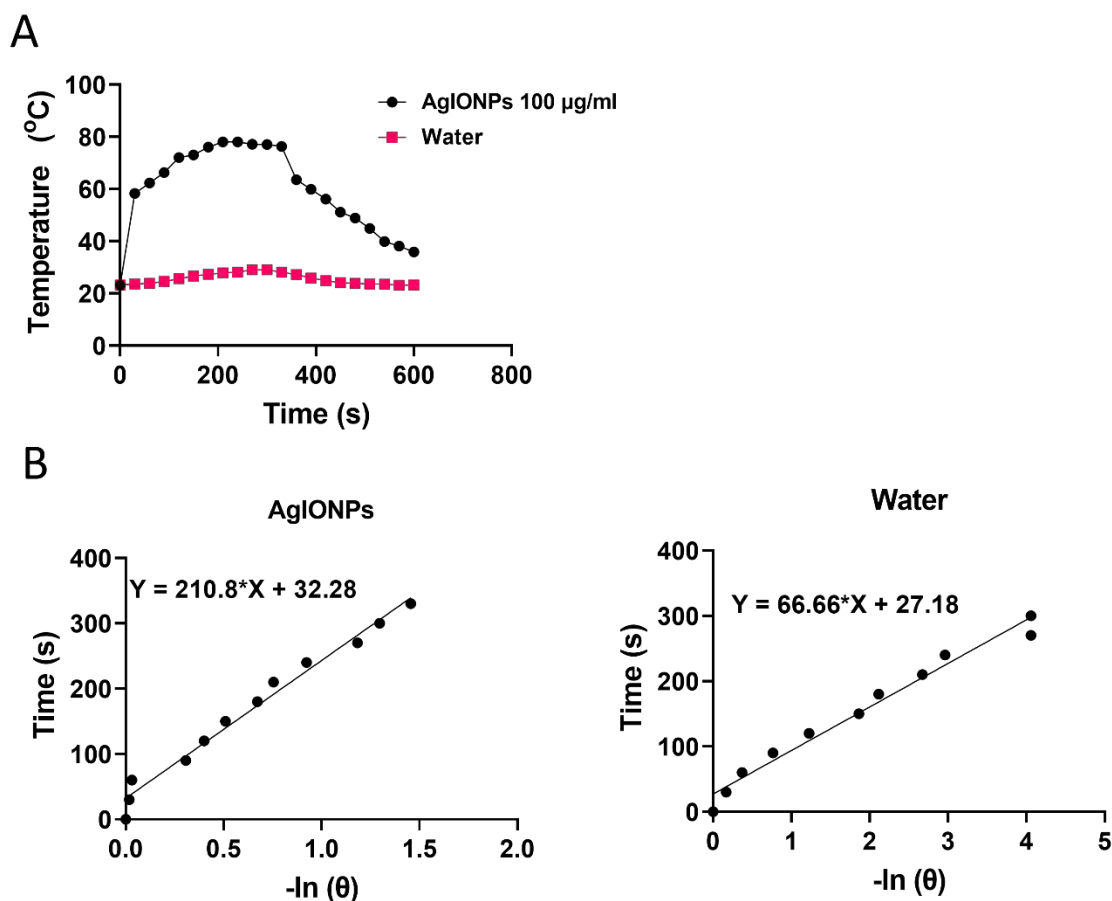 A
100
80
60
40
20
0
Temperature (°C)
0 200 400 600 800
Time (s)
AgIONPs 100 µg/ml
Water
B
AgIONPs
Y = 210.8*X + 32.28
400
300
200
100
0
Time (s)
0.0 0.5 1.0 1.5 2.0
-ln (θ)
Water
Y = 66.66*X + 27.18
400
300
200
100
0
Time (s)
0 1 2 3 4 5
-ln (θ)